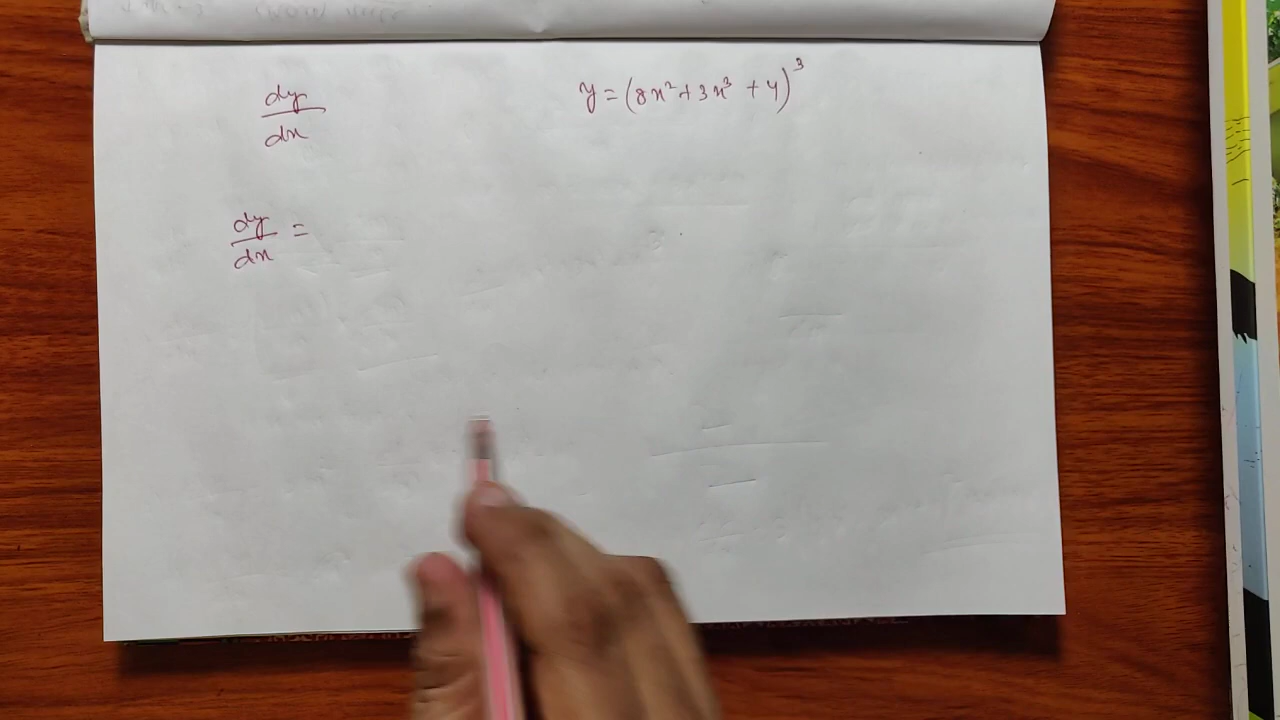 dy/dx y = (8x² + 3x³ + 4)³
dy/dx =